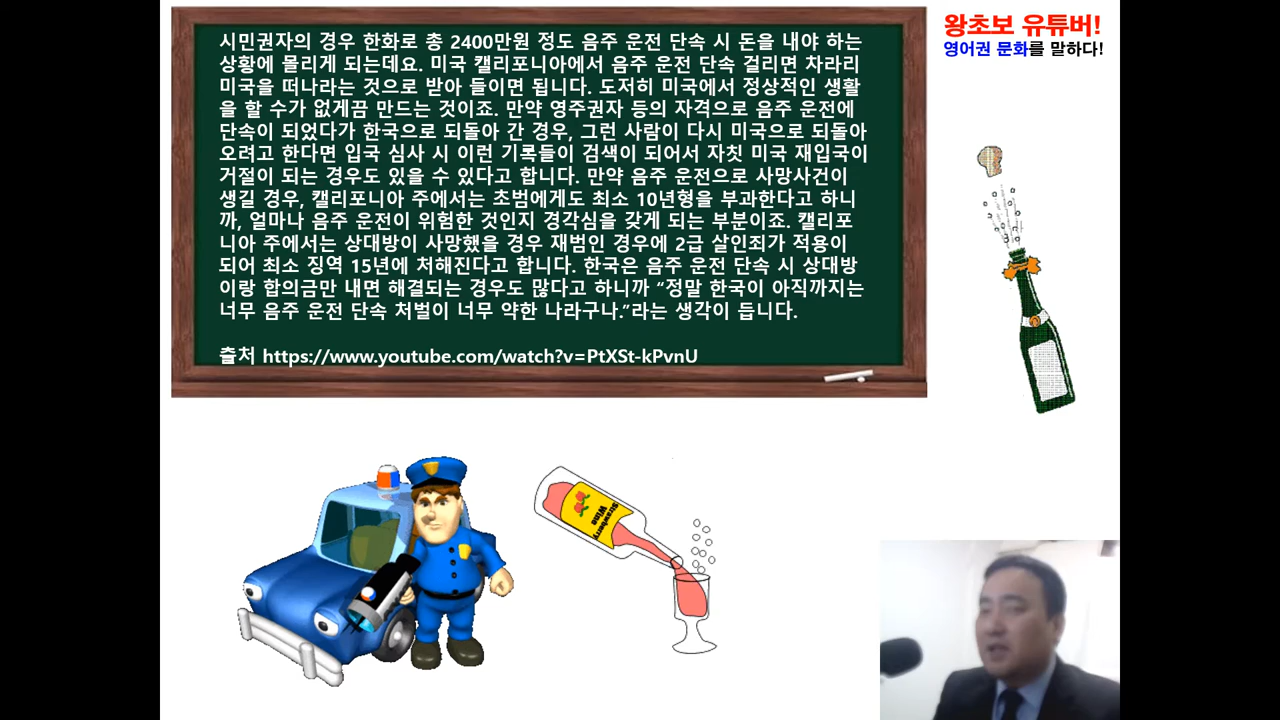 왕초보 유튜버!
영어권 문화를 말하다!
시민권자의 경우 한화로 총 2400만원 정도 음주 운전 단속 시 돈을 내야 하는
상황에 몰리게 되는데요. 미국 캘리포니아에서 음주 운전 단속 걸리면 차라리
미국을 떠나라는 것으로 받아 들이면 됩니다. 도저히 미국에서 정상적인 생활
을 할 수가 없게끔 만드는 것이죠. 만약 영주권자 등의 자격으로 음주 운전에
단속이 되었다가 한국으로 되돌아 간 경우, 그런 사람이 다시 미국으로 되돌아
오려고 한다면 입국 심사 시 이런 기록들이 검색이 되어서 자칫 미국 재입국이
거절이 되는 경우도 있을 수 있다고 합니다. 만약 음주 운전으로 사망사건이
생길 경우, 캘리포니아 주에서는 초범에게도 최소 10년형을 부과한다고 하니
까, 얼마나 음주 운전이 위험한 것인지 경각심을 갖게 되는 부분이죠. 캘리포
니아 주에서는 상대방이 사망했을 경우 재범인 경우에 2급 살인죄가 적용이
되어 최소 징역 15년에 처해진다고 합니다. 한국은 음주 운전 단속 시 상대방
이랑 합의금만 내면 해결되는 경우도 많다고 하니까 “정말 한국이 아직까지는
너무 음주 운전 단속 처벌이 너무 약한 나라구나.”라는 생각이 듭니다.
출처 https://www.youtube.com/watch?v=PtXSt-kPvnU
Strawberry
Wine